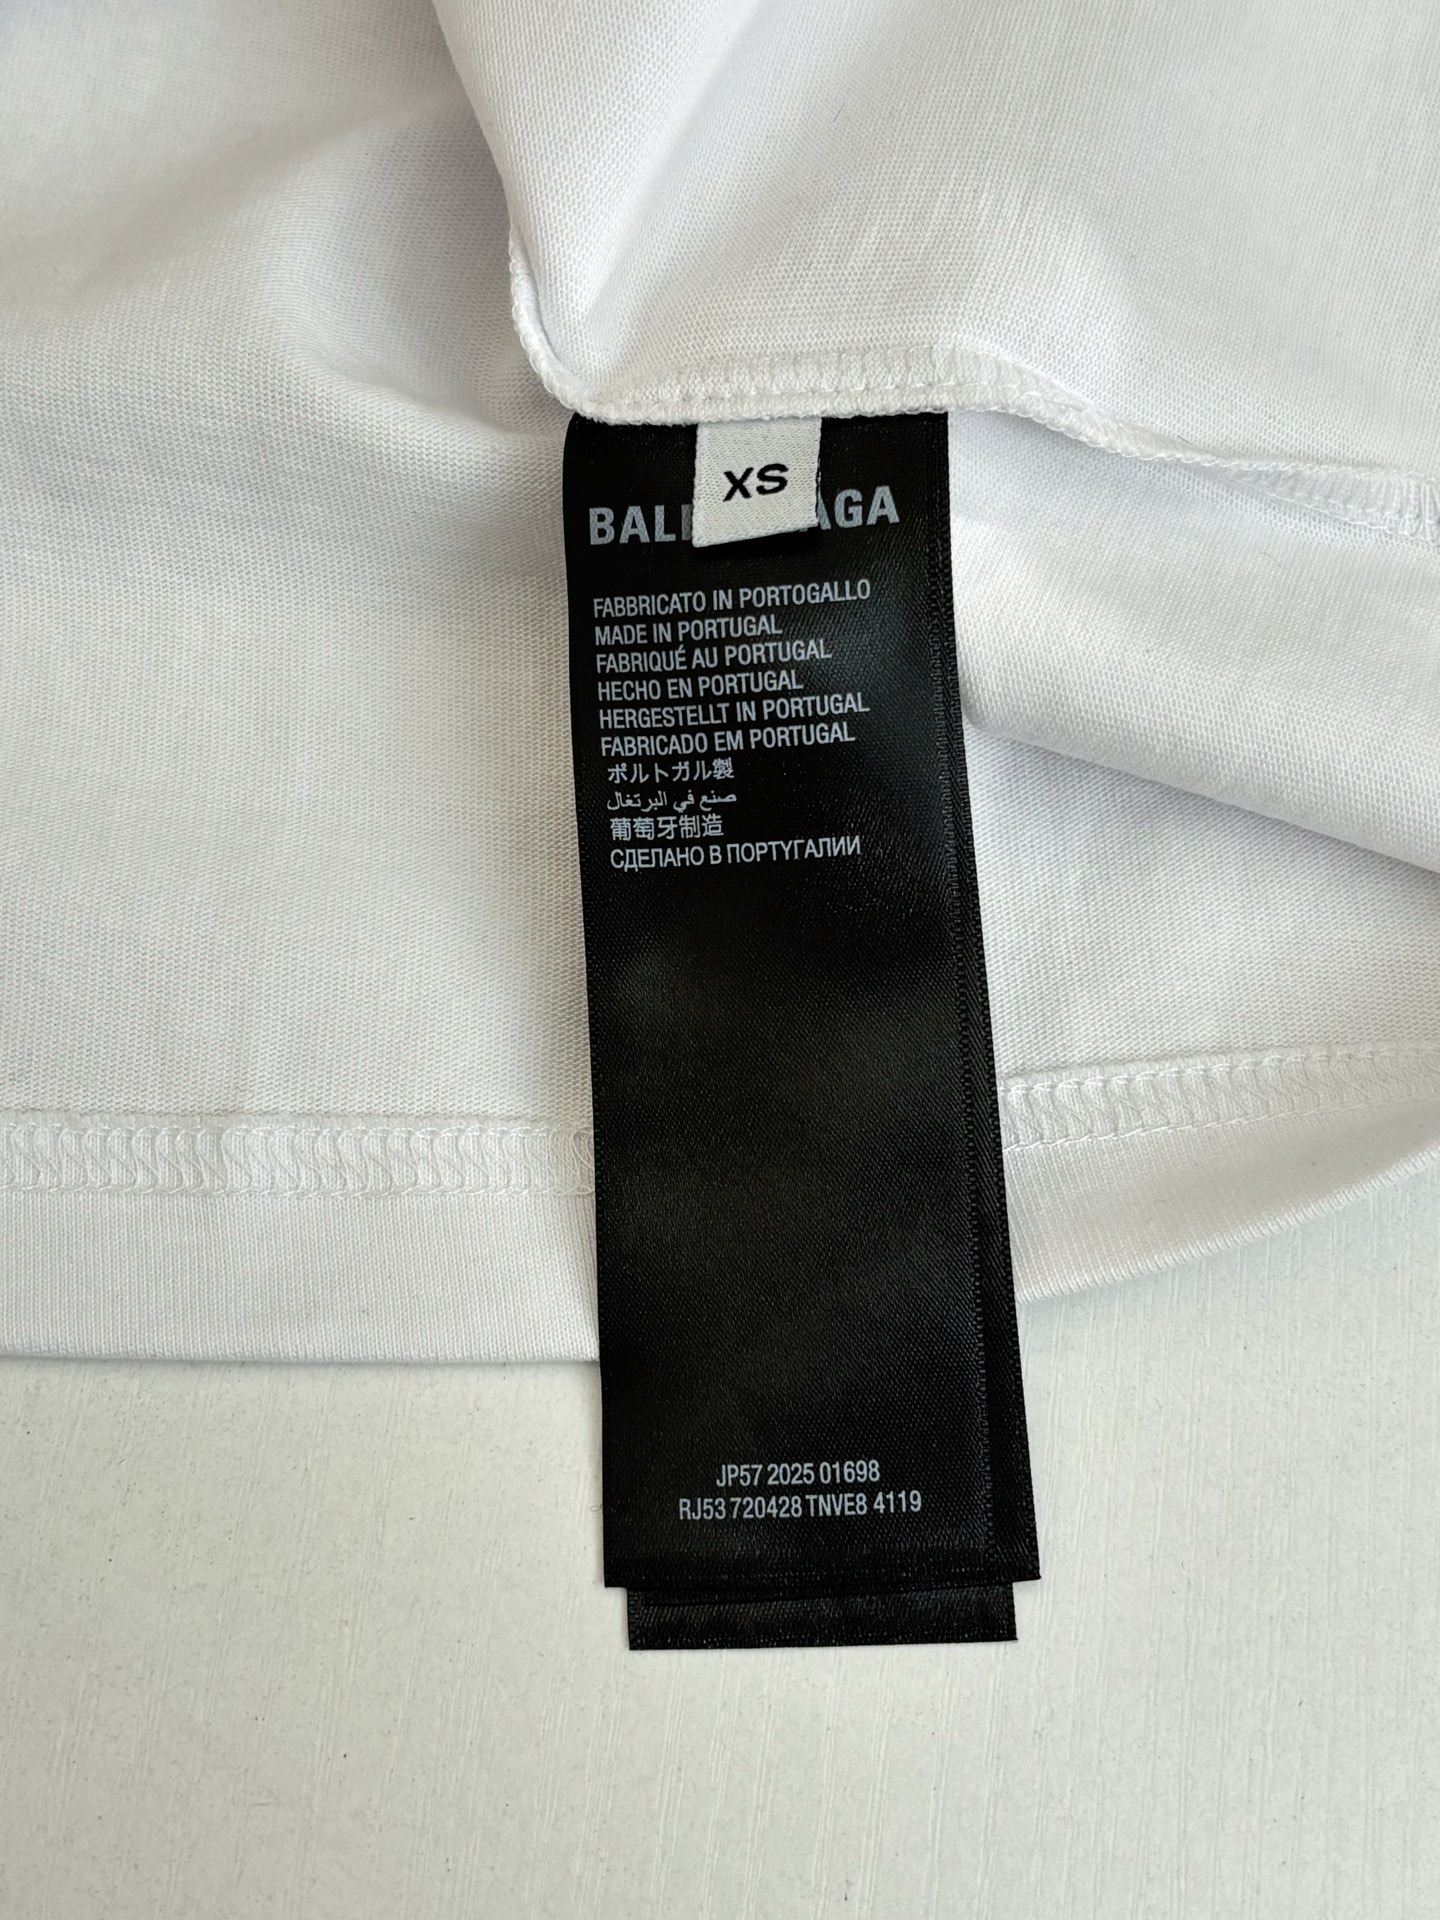 XS
FABBRICATO IN PORTOGALLO
MADE IN PORTUGAL
FABRIQUÉ AU PORTUGAL
HECHO EN PORTUGAL
HERGESTELLT IN PORTUGAL
FABRICADO EM PORTUGAL
ポルトガル製
صنع في البرتغال
葡萄牙制造
СДЕЛАНО В ПОРТУГАЛИИ
JP57 2025 01698
RJ53 720428 TNVE8 4119